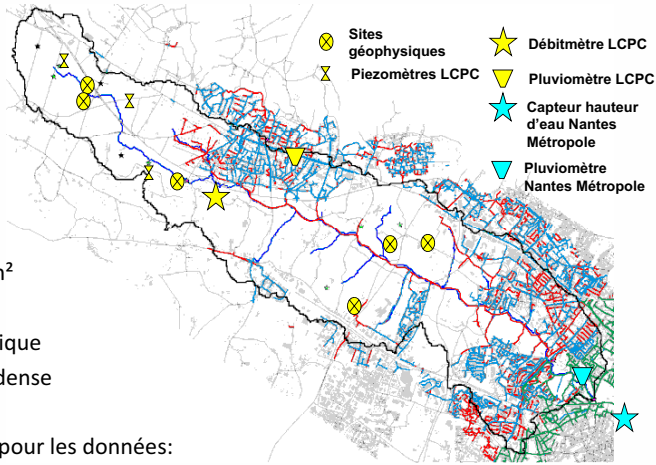 Sites
géophysiques
Piezomètres LCPC
Débitmètre LCPC
Pluviomètre LCPC
Capteur hauteur
d'eau Nantes
Métropole
Pluviomètre
Nantes Métropole
m²
ique
dense
pour les données: